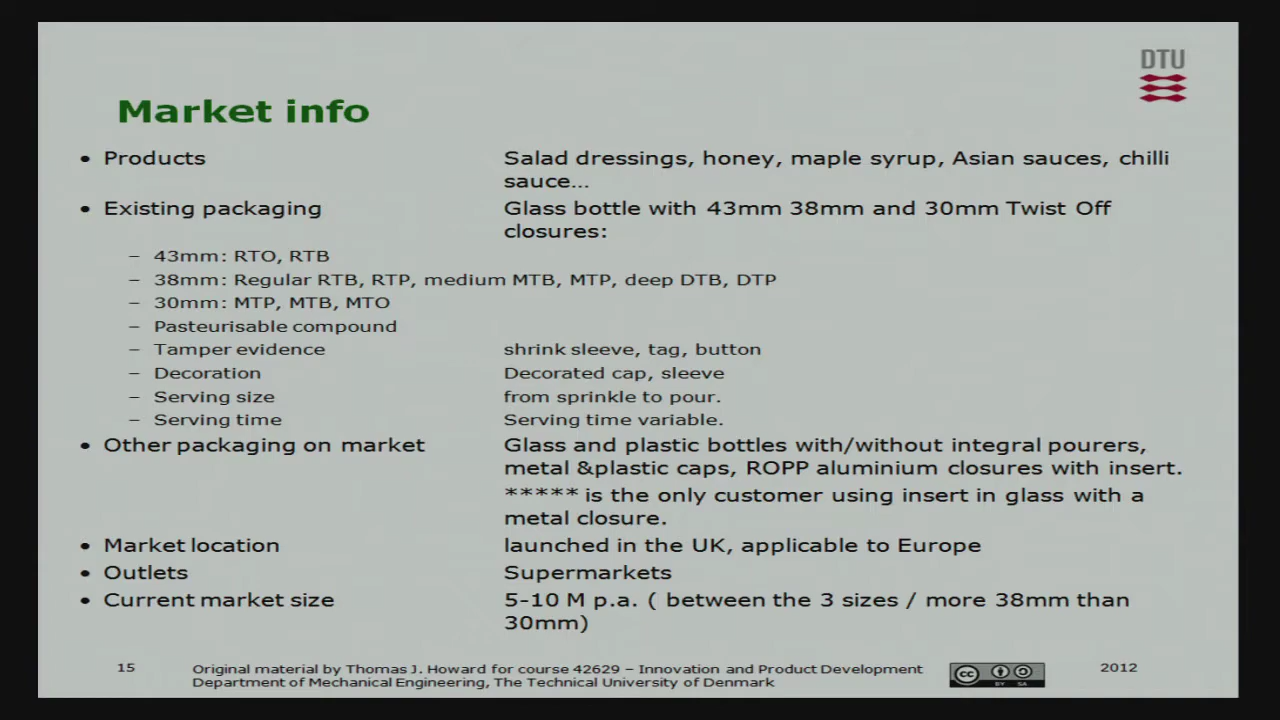 DTU
Market info
• Products Salad dressings, honey, maple syrup, Asian sauces, chilli
sauce...
• Existing packaging Glass bottle with 43mm 38mm and 30mm Twist Off
closures:
– 43mm: RTO, RTB
– 38mm: Regular RTB, RTP, medium MTB, MTP, deep DTB, DTP
– 30mm: MTP, MTB, MTO
– Pasteurisable compound
– Tamper evidence shrink sleeve, tag, button
– Decoration Decorated cap, sleeve
– Serving size from sprinkle to pour.
– Serving time Serving time variable.
• Other packaging on market Glass and plastic bottles with/without integral pourers,
metal &plastic caps, ROPP aluminium closures with insert.
***** is the only customer using insert in glass with a
metal closure.
• Market location launched in the UK, applicable to Europe
• Outlets Supermarkets
• Current market size 5-10 M p.a. ( between the 3 sizes / more 38mm than
30mm)
15 Original material by Thomas J. Howard for course 42629 – Innovation and Product Development
Department of Mechanical Engineering, The Technical University of Denmark
cc BY SA
2012